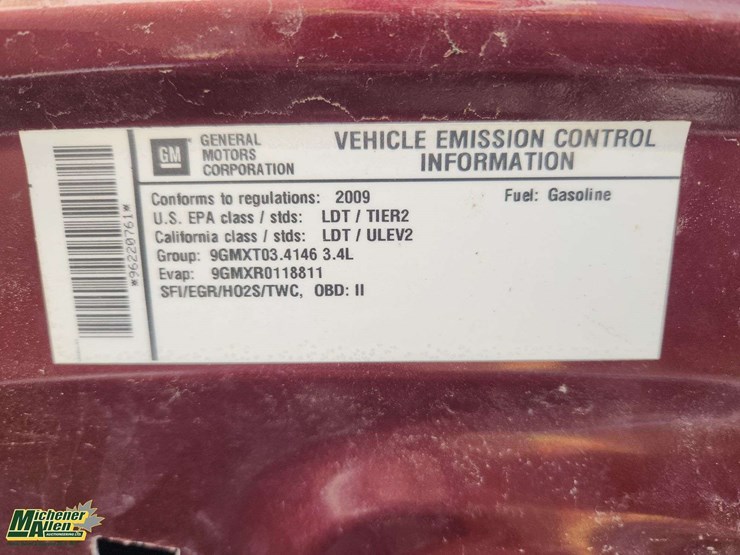 GM
GENERAL
MOTORS
CORPORATION
VEHICLE EMISSION CONTROL
INFORMATION
Conforms to regulations: 2009
Fuel: Gasoline
U.S. EPA class / stds: LDT / TIER2
California class / stds: LDT / ULEV2
Group: 9GMXT03.4146 3.4L
Evap: 9GMXR0118811
SFI/EGR/HO2S/TWC, OBD: II
*96220761*
Michener
Allen
AUCTIONEERING LTD.